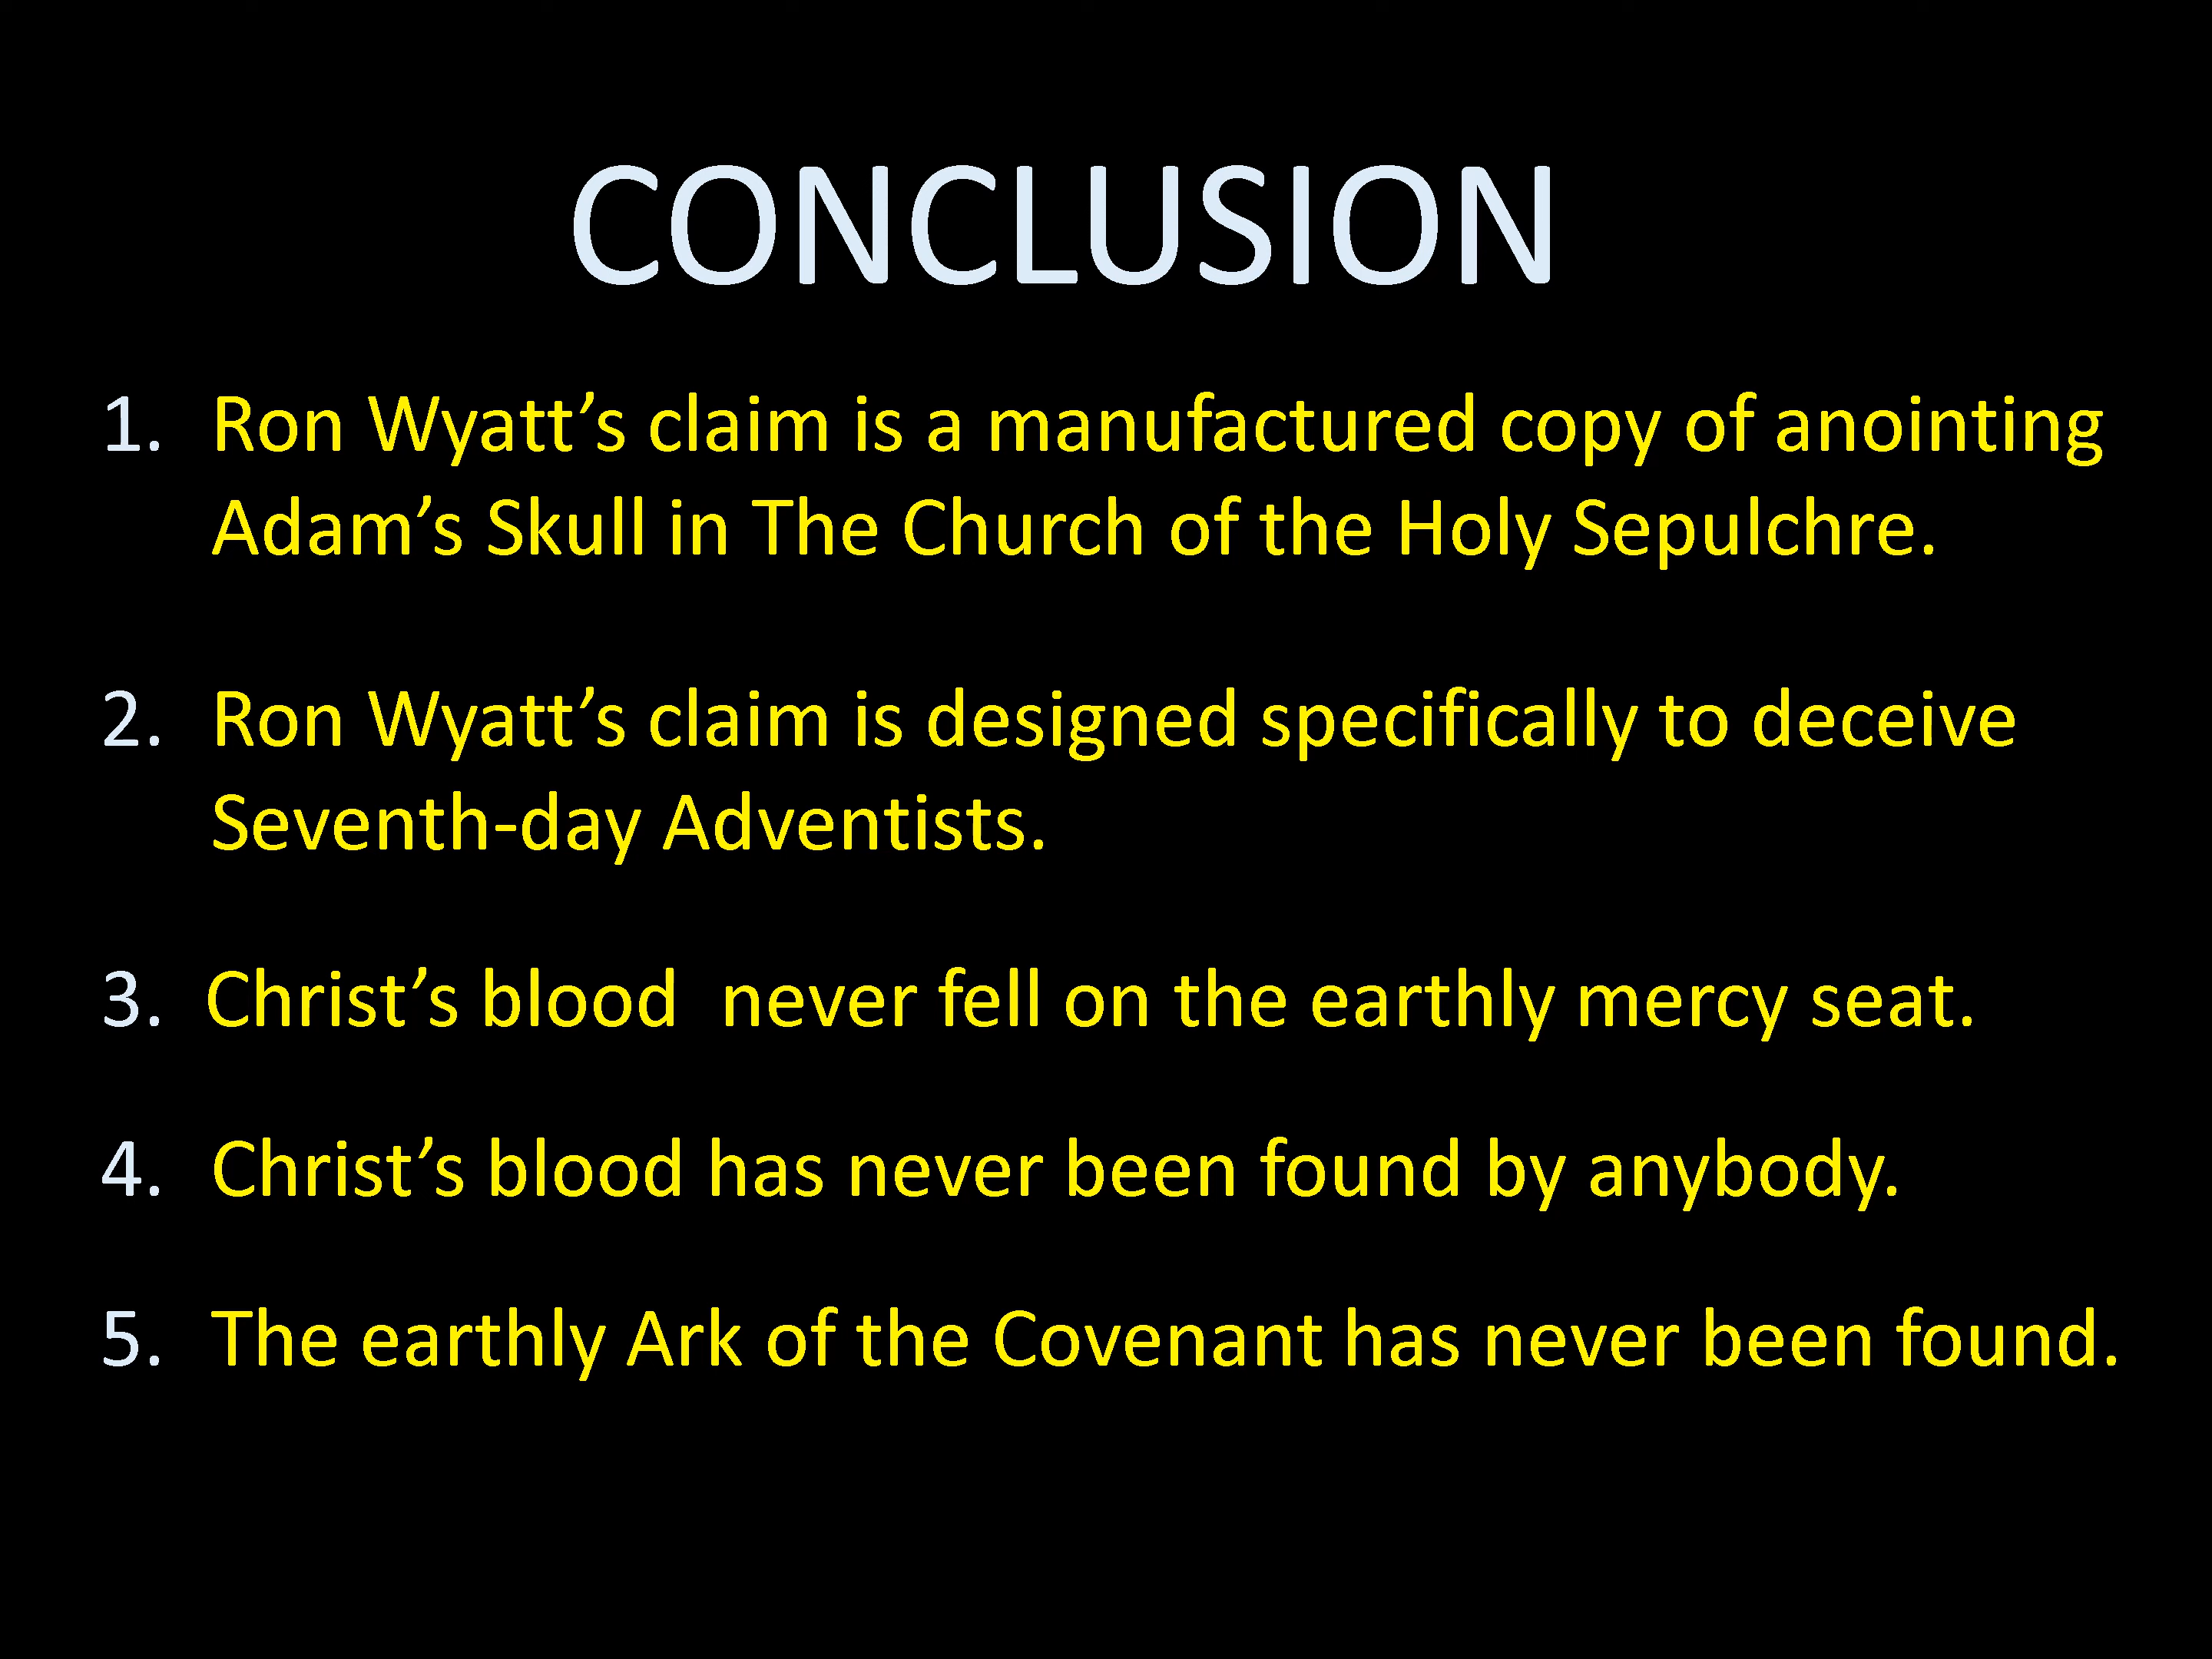 CONCLUSION
1. Ron Wyatt’s claim is a manufactured copy of anointing
Adam’s Skull in The Church of the Holy Sepulchre.
2. Ron Wyatt’s claim is designed specifically to deceive
Seventh-day Adventists.
3. Christ’s blood never fell on the earthly mercy seat.
4. Christ’s blood has never been found by anybody.
5. The earthly Ark of the Covenant has never been found.